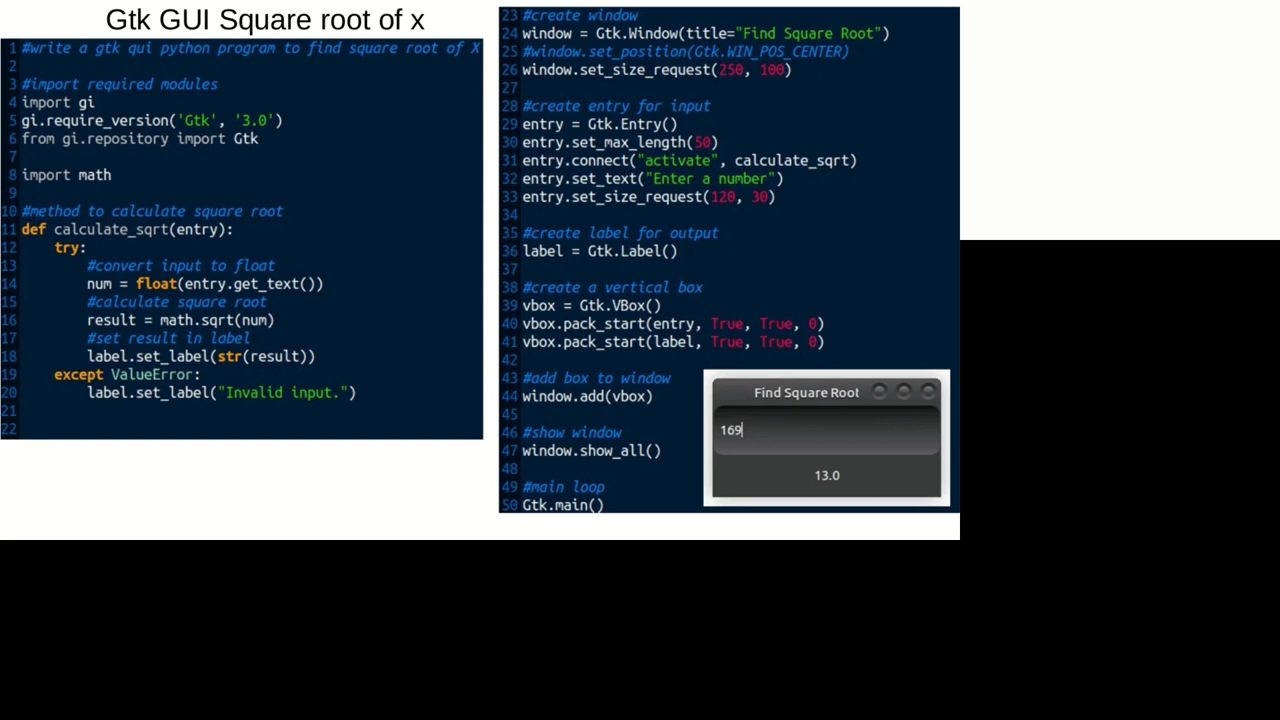 Gtk GUI Square root of x
1 #write a gtk qui python program to find square root of X
2
3 #import required modules
4 import gi
5 gi.require_version('Gtk', '3.0')
6 from gi.repository import Gtk
7
8 import math
9
10 #method to calculate square root
11 def calculate_sqrt(entry):
12     try:
13         #convert input to float
14         num = float(entry.get_text())
15         #calculate square root
16         result = math.sqrt(num)
17         #set result in label
18         label.set_label(str(result))
19     except ValueError:
20         label.set_label("Invalid input.")
21
22
23 #create window
24 window = Gtk.Window(title="Find Square Root")
25 #window.set_position(Gtk.WIN_POS_CENTER)
26 window.set_size_request(250, 100)
27
28 #create entry for input
29 entry = Gtk.Entry()
30 entry.set_max_length(50)
31 entry.connect("activate", calculate_sqrt)
32 entry.set_text("Enter a number")
33 entry.set_size_request(120, 30)
34
35 #create label for output
36 label = Gtk.Label()
37
38 #create a vertical box
39 vbox = Gtk.VBox()
40 vbox.pack_start(entry, True, True, 0)
41 vbox.pack_start(label, True, True, 0)
42
43 #add box to window
44 window.add(vbox)
45
46 #show window
47 window.show_all()
48
49 #main loop
50 Gtk.main()
Find Square Root
169
13.0